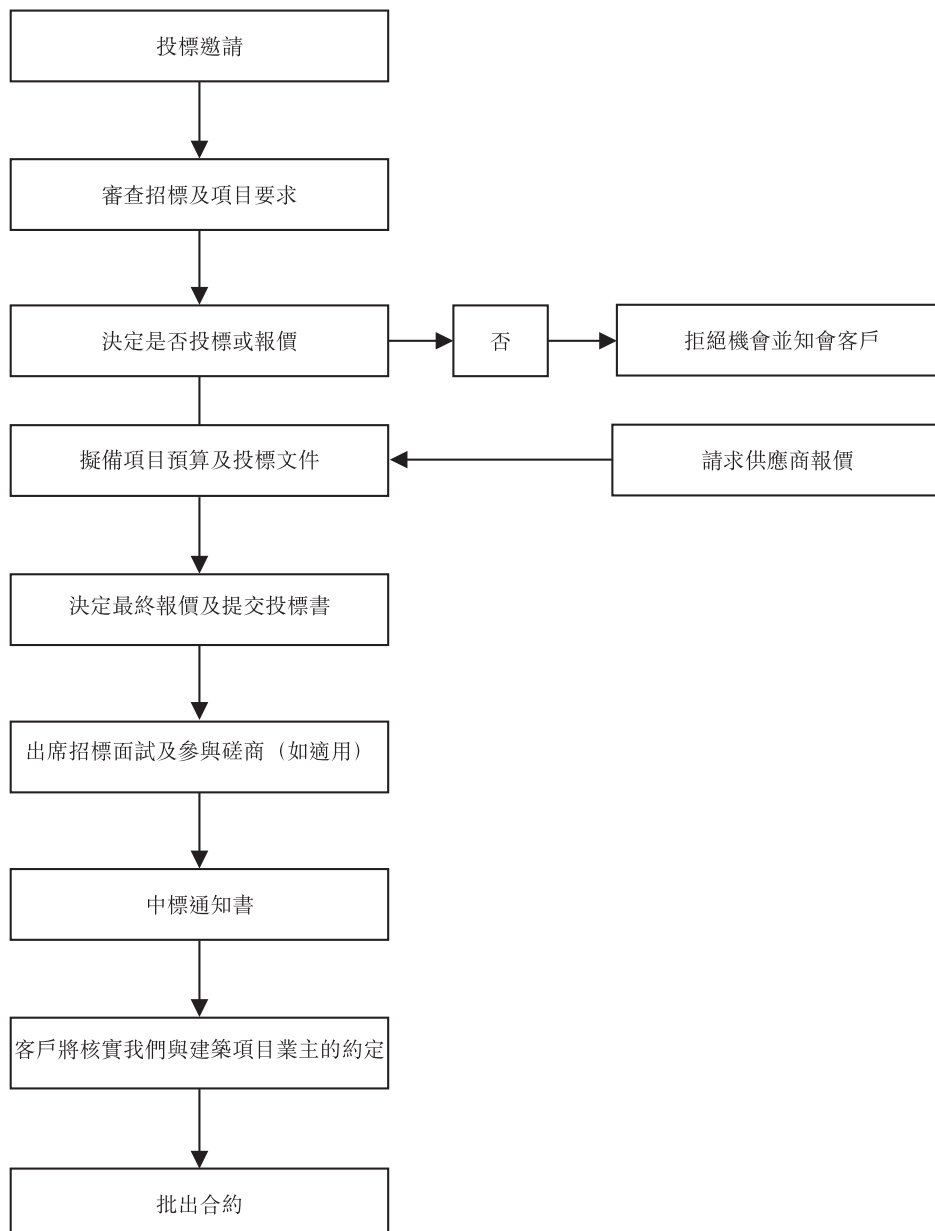 投標邀請
審查招標及項目要求
決定是否投標或報價
否
拒絕機會並知會客戶
擬備項目預算及投標文件
請求供應商報價
決定最終報價及提交投標書
出席招標面試及參與磋商（如適用）
中標通知書
客戶將核實我們與建築項目業主的約定
批出合約